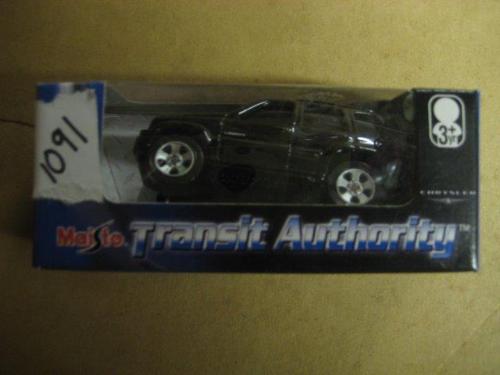 1091
3+
CHRYSLER
Maisto Transit Authority™